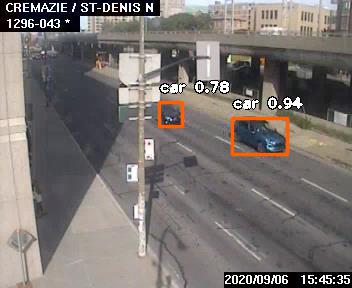 CREMAZIE / ST-DENIS N
1296-043 *
car 0.78
car 0.94
2020/09/06 15:45:35